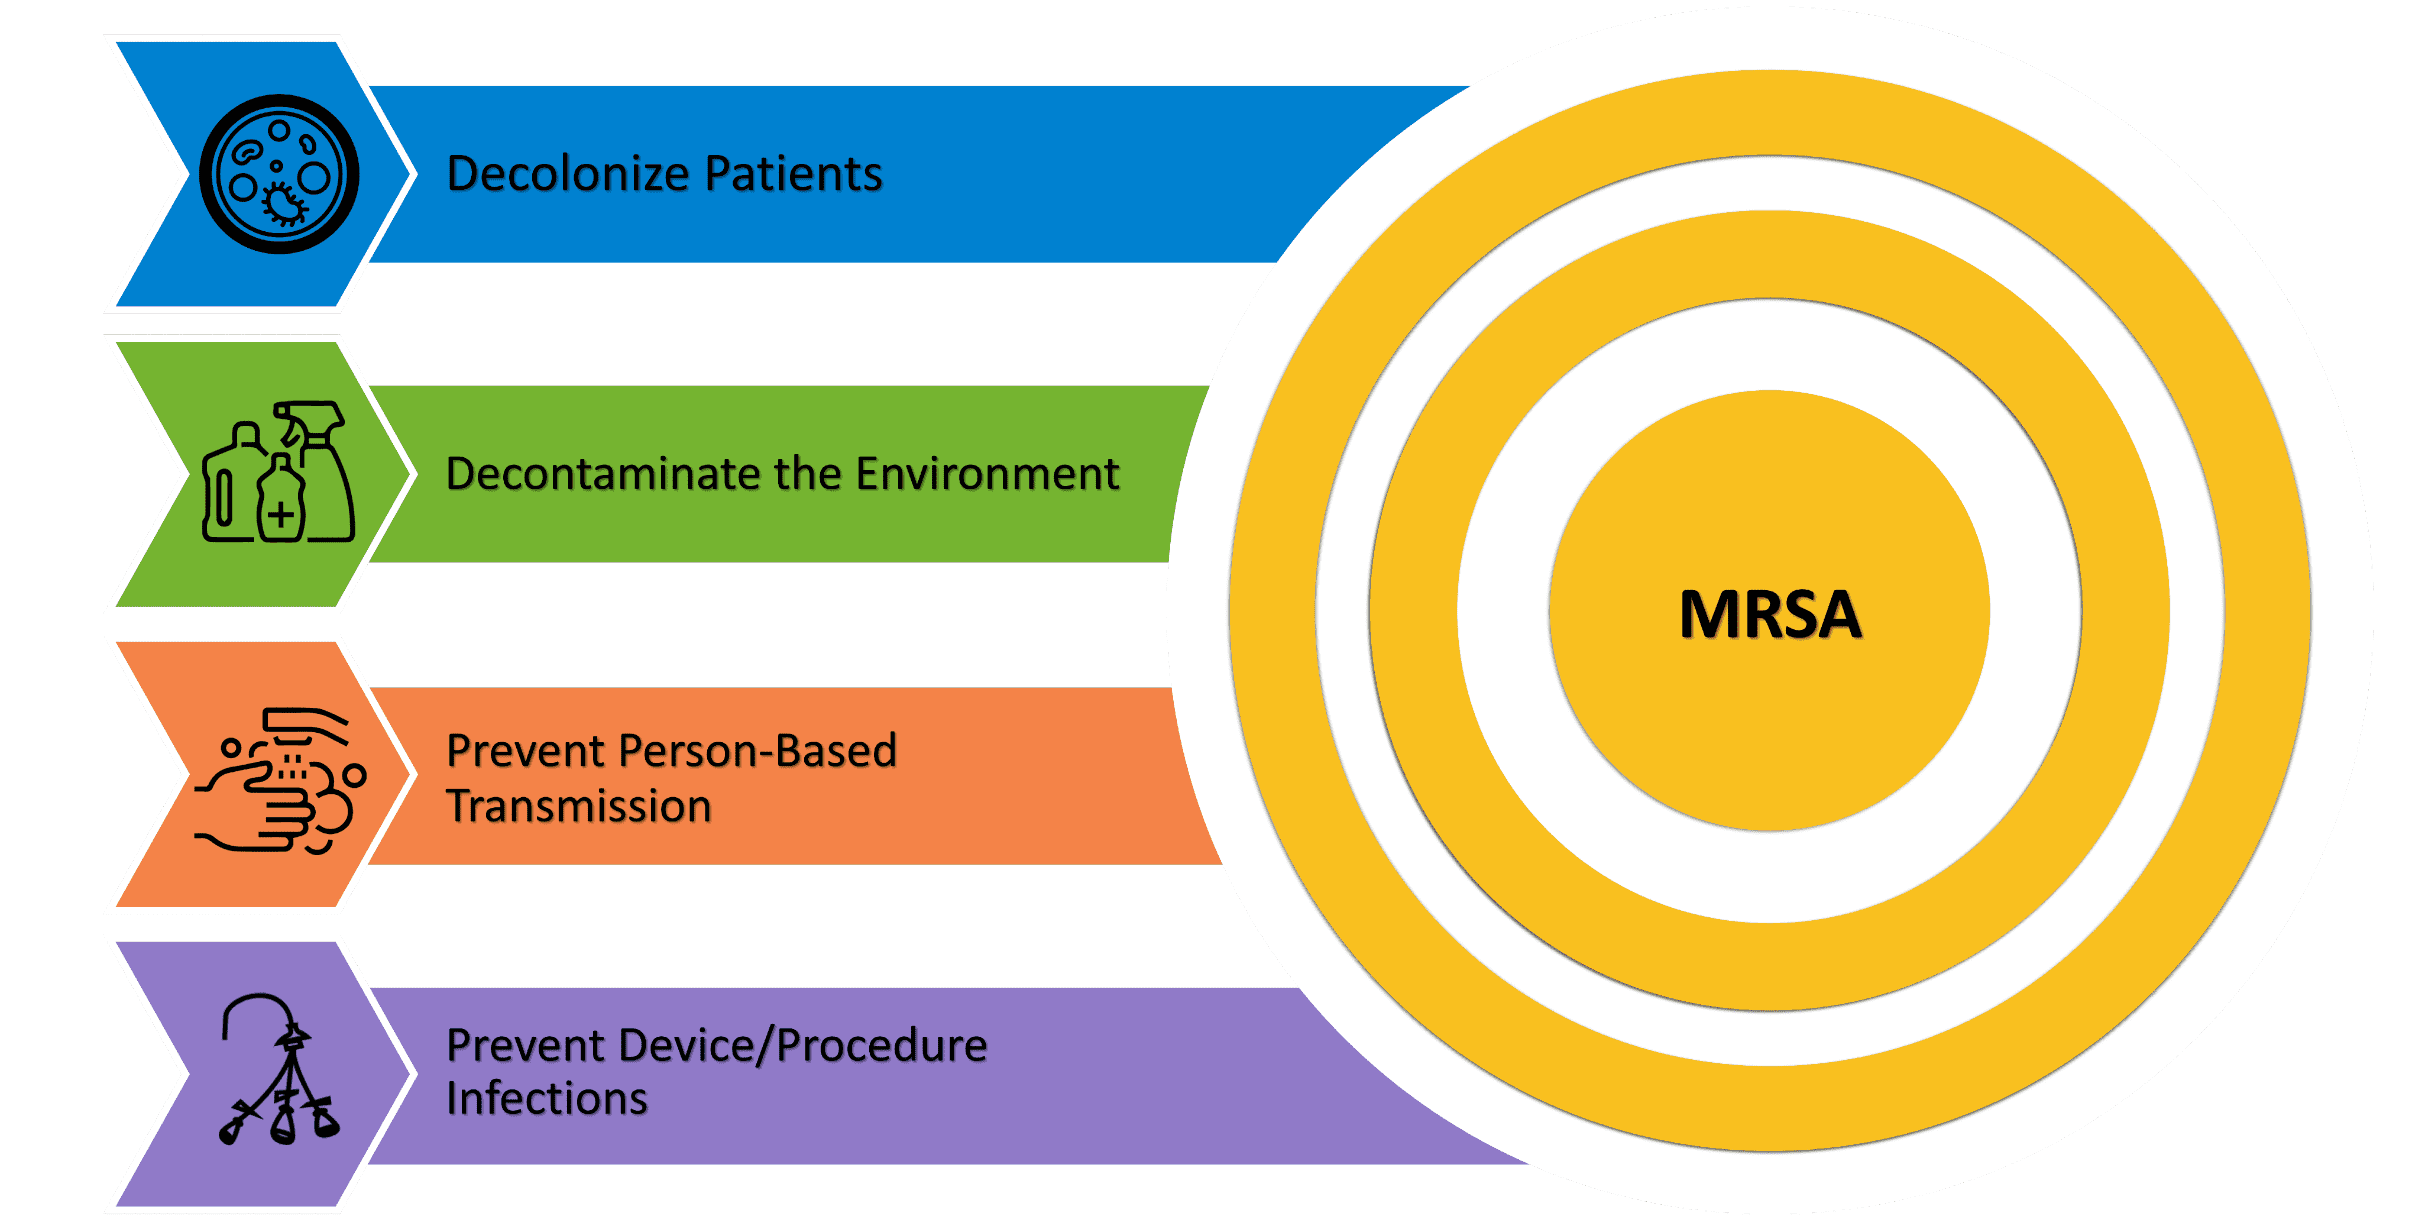 Decolonize Patients
Decontaminate the Environment
Prevent Person-Based
Transmission
Prevent Device/Procedure
Infections
MRSA